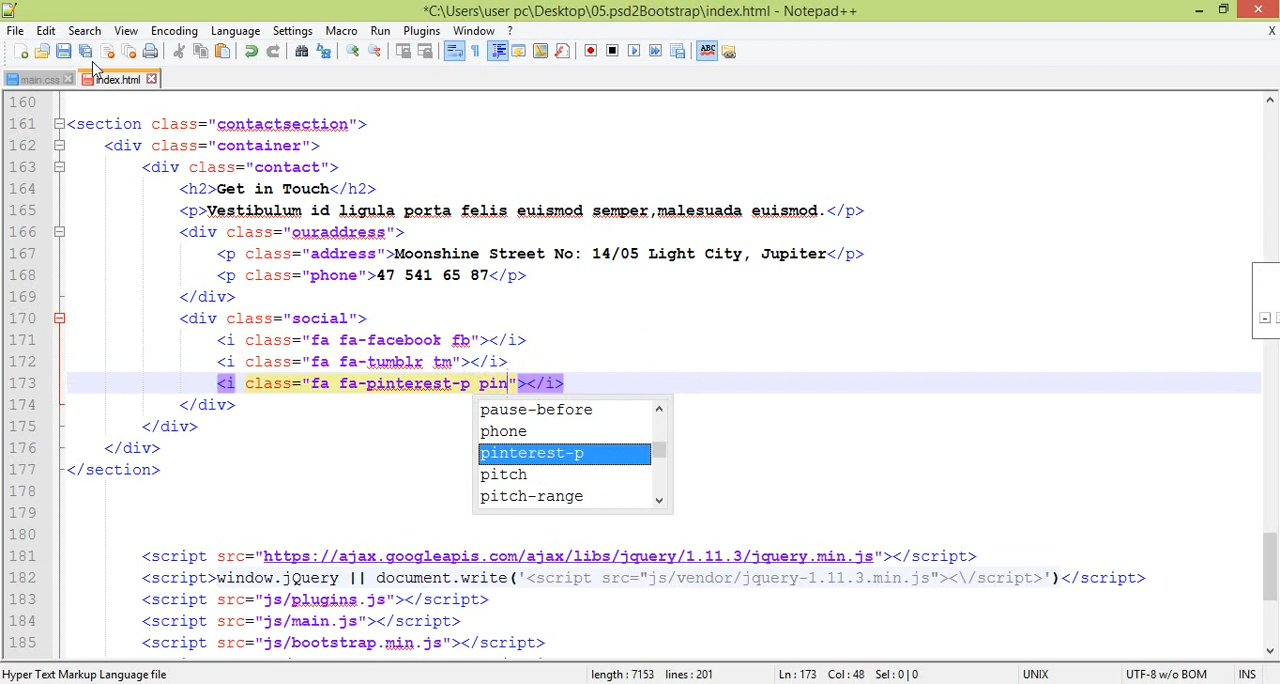 *C:\Users\user pc\Desktop\05.psd2Bootstrap\index.html - Notepad++
File Edit Search View Encoding Language Settings Macro Run Plugins Window ? X
ABC
main.css index.html
160
161 <section class="contactsection">
162 <div class="container">
163 <div class="contact">
164 <h2>Get in Touch</h2>
165 <p>Vestibulum id ligula porta felis euismod semper,malesuada euismod.</p>
166 <div class="ouraddress">
167 <p class="address">Moonshine Street No: 14/05 Light City, Jupiter</p>
168 <p class="phone">47 541 65 87</p>
169 </div>
170 <div class="social">
171 <i class="fa fa-facebook fb"></i>
172 <i class="fa fa-tumblr tm"></i>
173 <i class="fa fa-pinterest-p pin"></i>
174 </div>
175 </div>
176 </div>
177 </section>
178
179
180
181 <script src="https://ajax.googleapis.com/ajax/libs/jquery/1.11.3/jquery.min.js"></script>
182 <script>window.jQuery || document.write('<script src="js/vendor/jquery-1.11.3.min.js"><\/script>')</script>
183 <script src="js/plugins.js"></script>
184 <script src="js/main.js"></script>
185 <script src="js/bootstrap.min.js"></script>
pause-before
phone
pinterest-p
pitch
pitch-range
Hyper Text Markup Language file length : 7153 lines : 201 Ln : 173 Col : 48 Sel : 0 | 0 UNIX UTF-8 w/o BOM INS